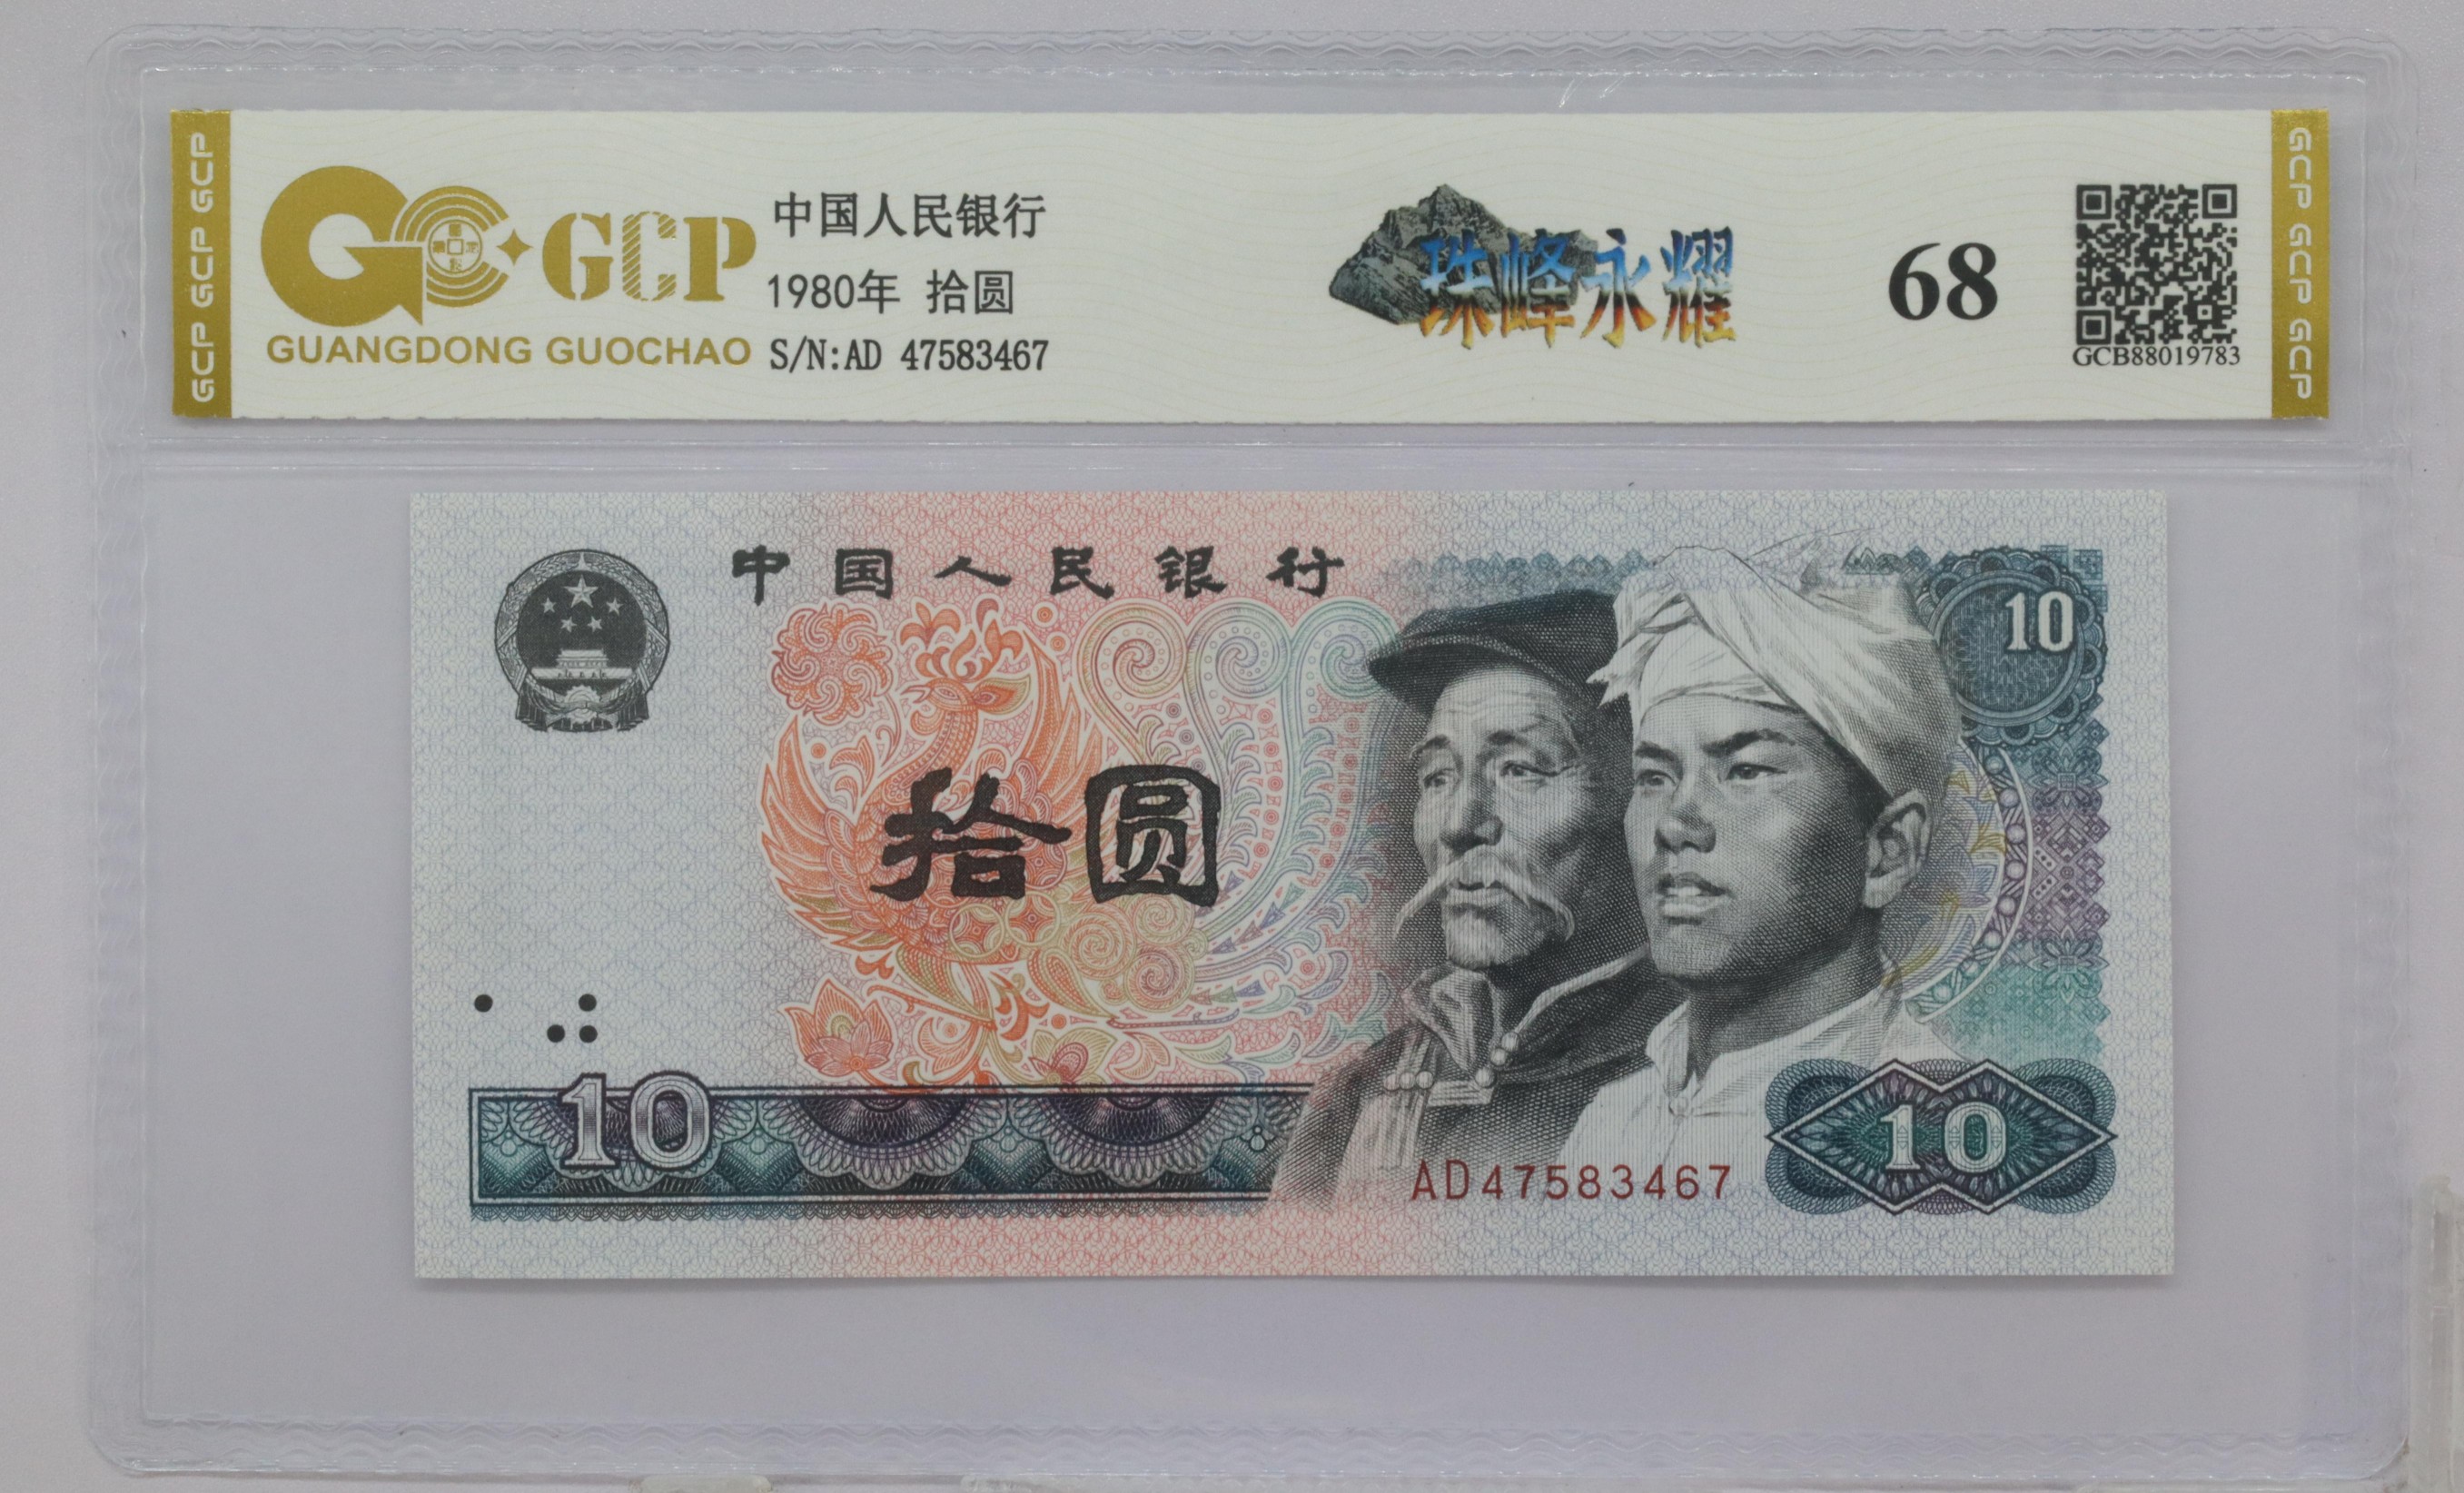 GCP GCP GCP
GCP
GUANGDONG GUOCHAO
中国人民银行
1980年 拾圆
S/N:AD 47583467
珠峰永耀
68
GCB88019783
GCP GCP GCP
中国人民银行
10
拾圆
10
AD47583467
10